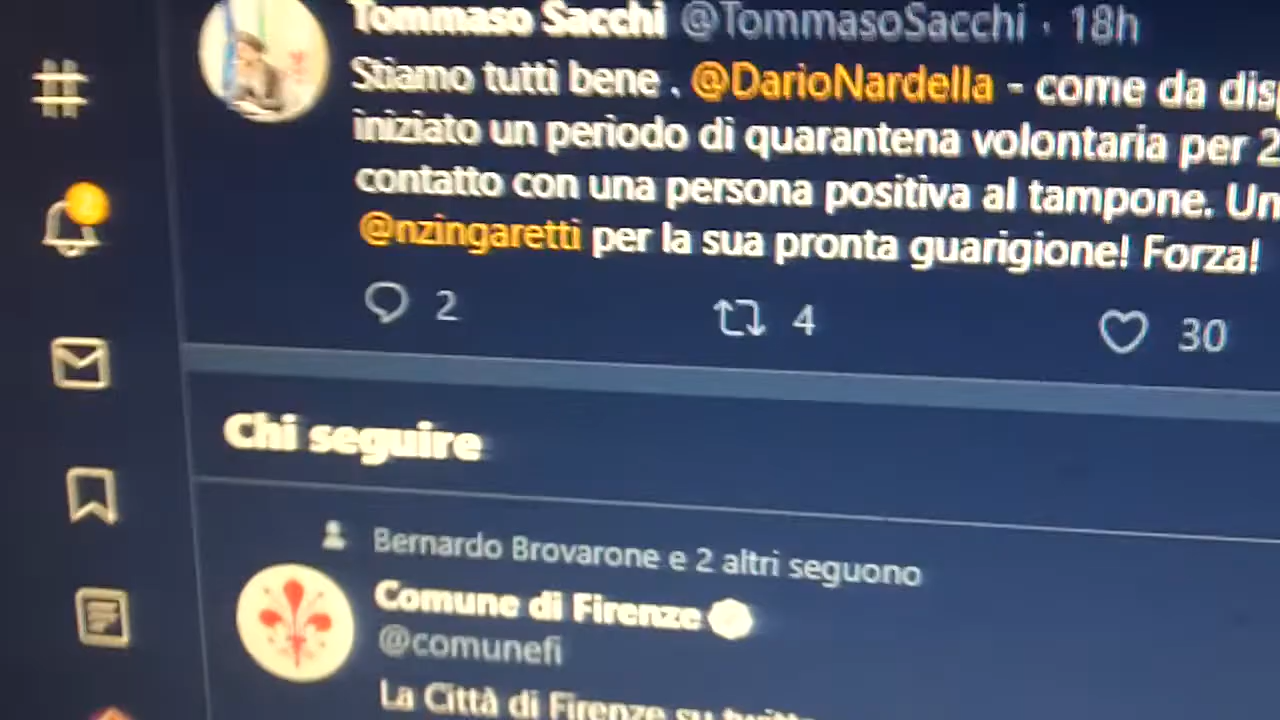 Tommaso Sacchi @TommasoSacchi · 18h
Stiamo tutti bene . @DarioNardella - come da
iniziato un periodo di quarantena volontaria per
contatto con una persona positiva al tampone.
@nzingaretti per la sua pronta guarigione! Forza!
2 4 30
Chi seguire
Bernardo Brovarone e 2 altri seguono
Comune di Firenze
@comunefi
La Città di Firenze su